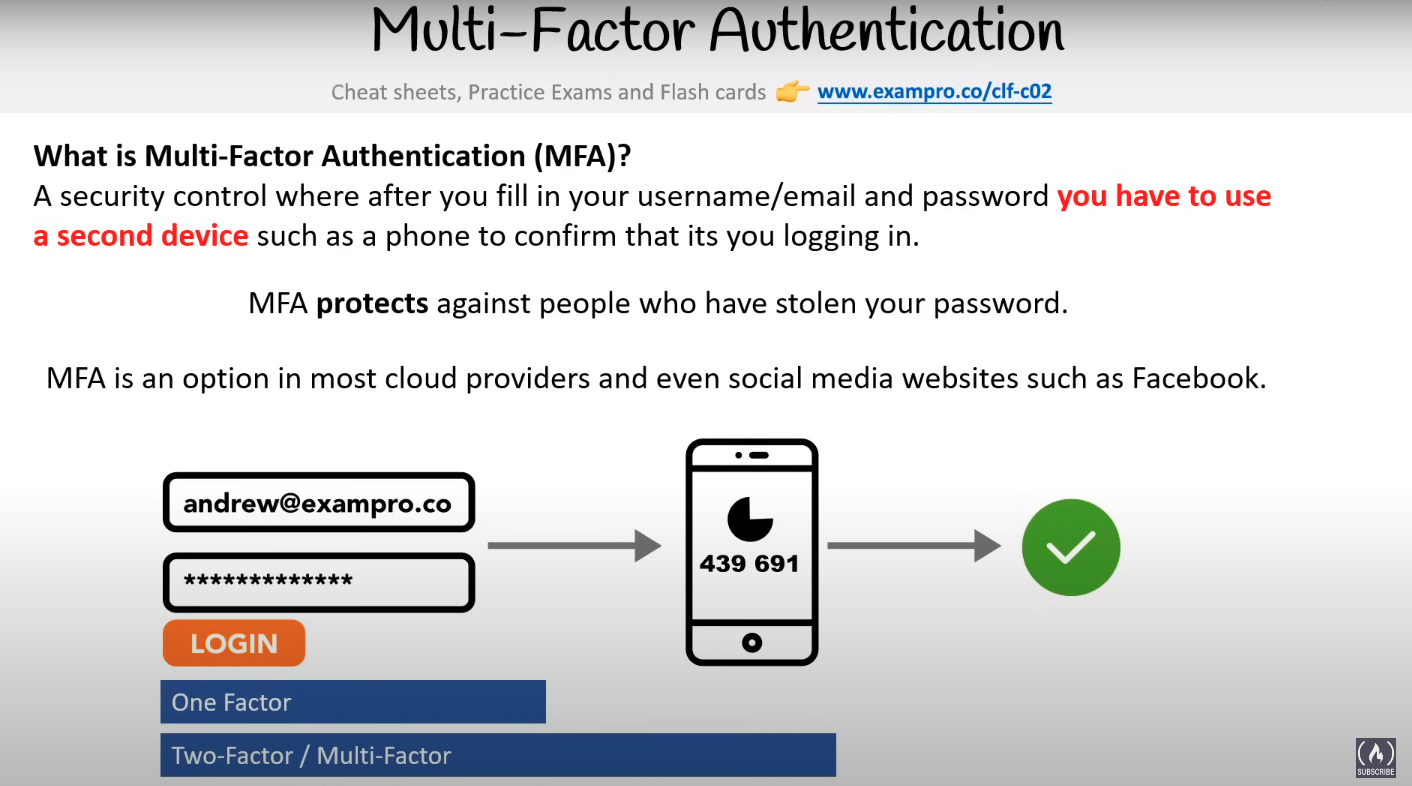 Multi-Factor Authentication
Cheat sheets, Practice Exams and Flash cards 👉 www.exampro.co/clf-c02
What is Multi-Factor Authentication (MFA)?
A security control where after you fill in your username/email and password you have to use
a second device such as a phone to confirm that its you logging in.
MFA protects against people who have stolen your password.
MFA is an option in most cloud providers and even social media websites such as Facebook.
andrew@exampro.co
*************
LOGIN
439 691
One Factor
Two-Factor / Multi-Factor
SUBSCRIBE